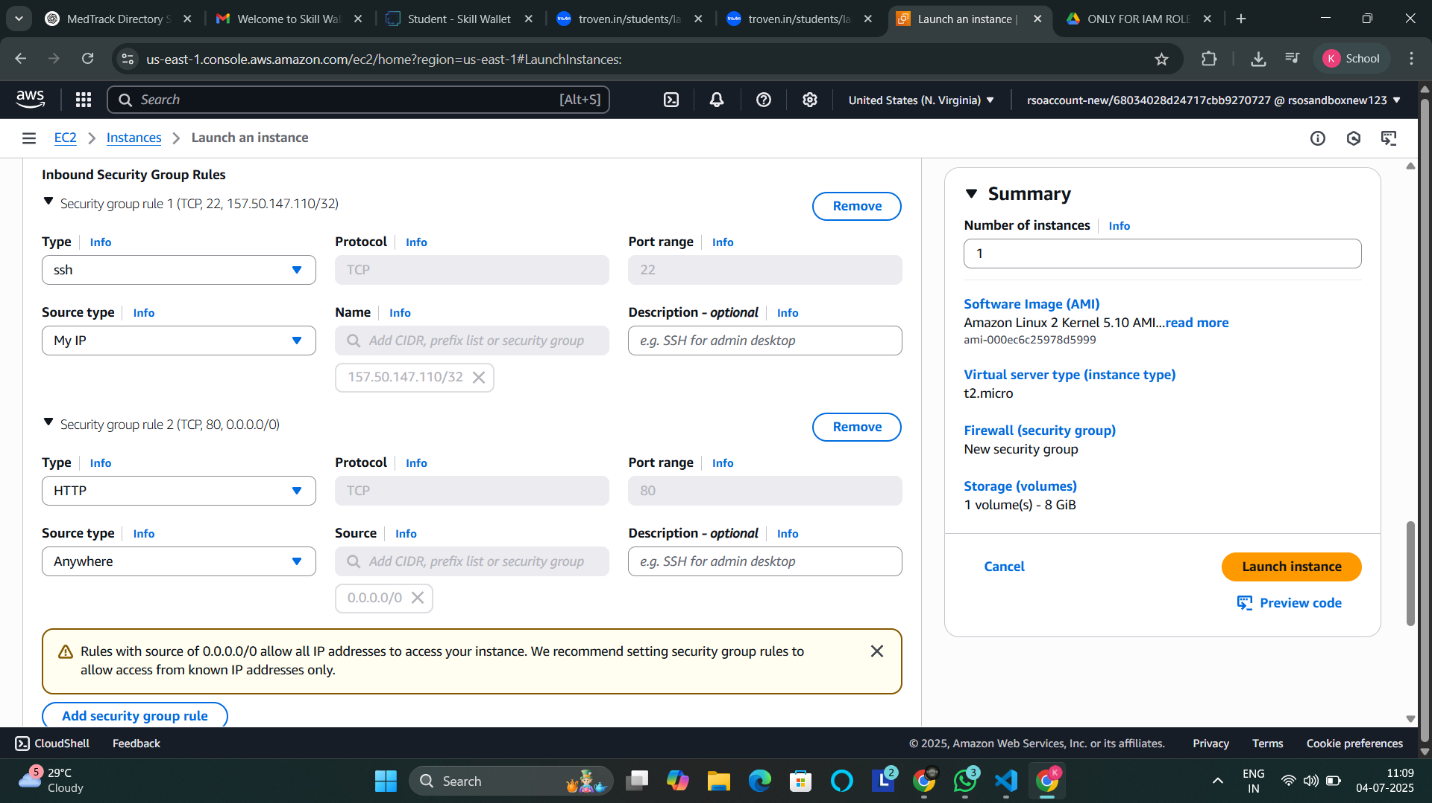 MedTrack Directory S
Welcome to Skill Wal
Student - Skill Wallet
troven.in/students/la
troven.in/students/la
Launch an instance |
ONLY FOR IAM ROLE
us-east-1.console.aws.amazon.com/ec2/home?region=us-east-1#LaunchInstances:
K School
aws
Search [Alt+S]
United States (N. Virginia) ▼
rsoaccount-new/68034028d24717cbb9270727 @ rsosandboxnew123 ▼
EC2 > Instances > Launch an instance
Inbound Security Group Rules
▼ Security group rule 1 (TCP, 22, 157.50.147.110/32)
Remove
Type Info Protocol Info Port range Info
ssh TCP 22
Source type Info Name Info Description - optional Info
My IP Add CIDR, prefix list or security group e.g. SSH for admin desktop
157.50.147.110/32
▼ Security group rule 2 (TCP, 80, 0.0.0.0/0)
Remove
Type Info Protocol Info Port range Info
HTTP TCP 80
Source type Info Source Info Description - optional Info
Anywhere Add CIDR, prefix list or security group e.g. SSH for admin desktop
0.0.0.0/0
Rules with source of 0.0.0.0/0 allow all IP addresses to access your instance. We recommend setting security group rules to
allow access from known IP addresses only.
Add security group rule
▼ Summary
Number of instances Info
1
Software Image (AMI)
Amazon Linux 2 Kernel 5.10 AMI...read more
ami-000ec6c25978d5999
Virtual server type (instance type)
t2.micro
Firewall (security group)
New security group
Storage (volumes)
1 volume(s) - 8 GiB
Cancel
Launch instance
Preview code
CloudShell Feedback
© 2025, Amazon Web Services, Inc. or its affiliates. Privacy Terms Cookie preferences
5
29°C
Cloudy
Search
L 2
3
K
ENG
IN
11:09
04-07-2025